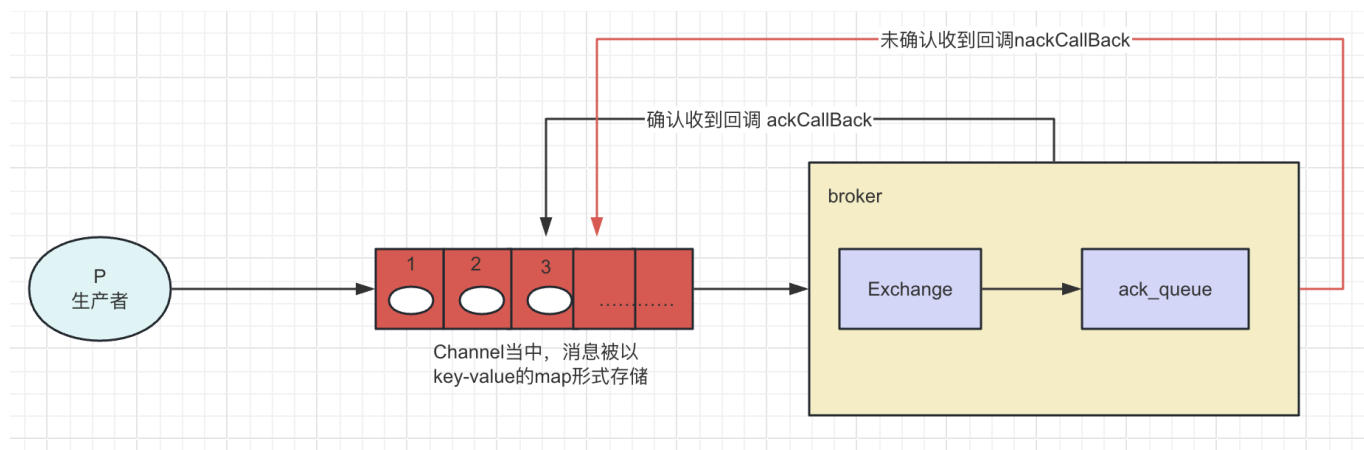 未确认收到回调nackCallBack
确认收到回调 ackCallBack
broker
P
生产者
1
2
3
…………
Exchange
ack_queue
Channel当中，消息被以
key-value的map形式存储